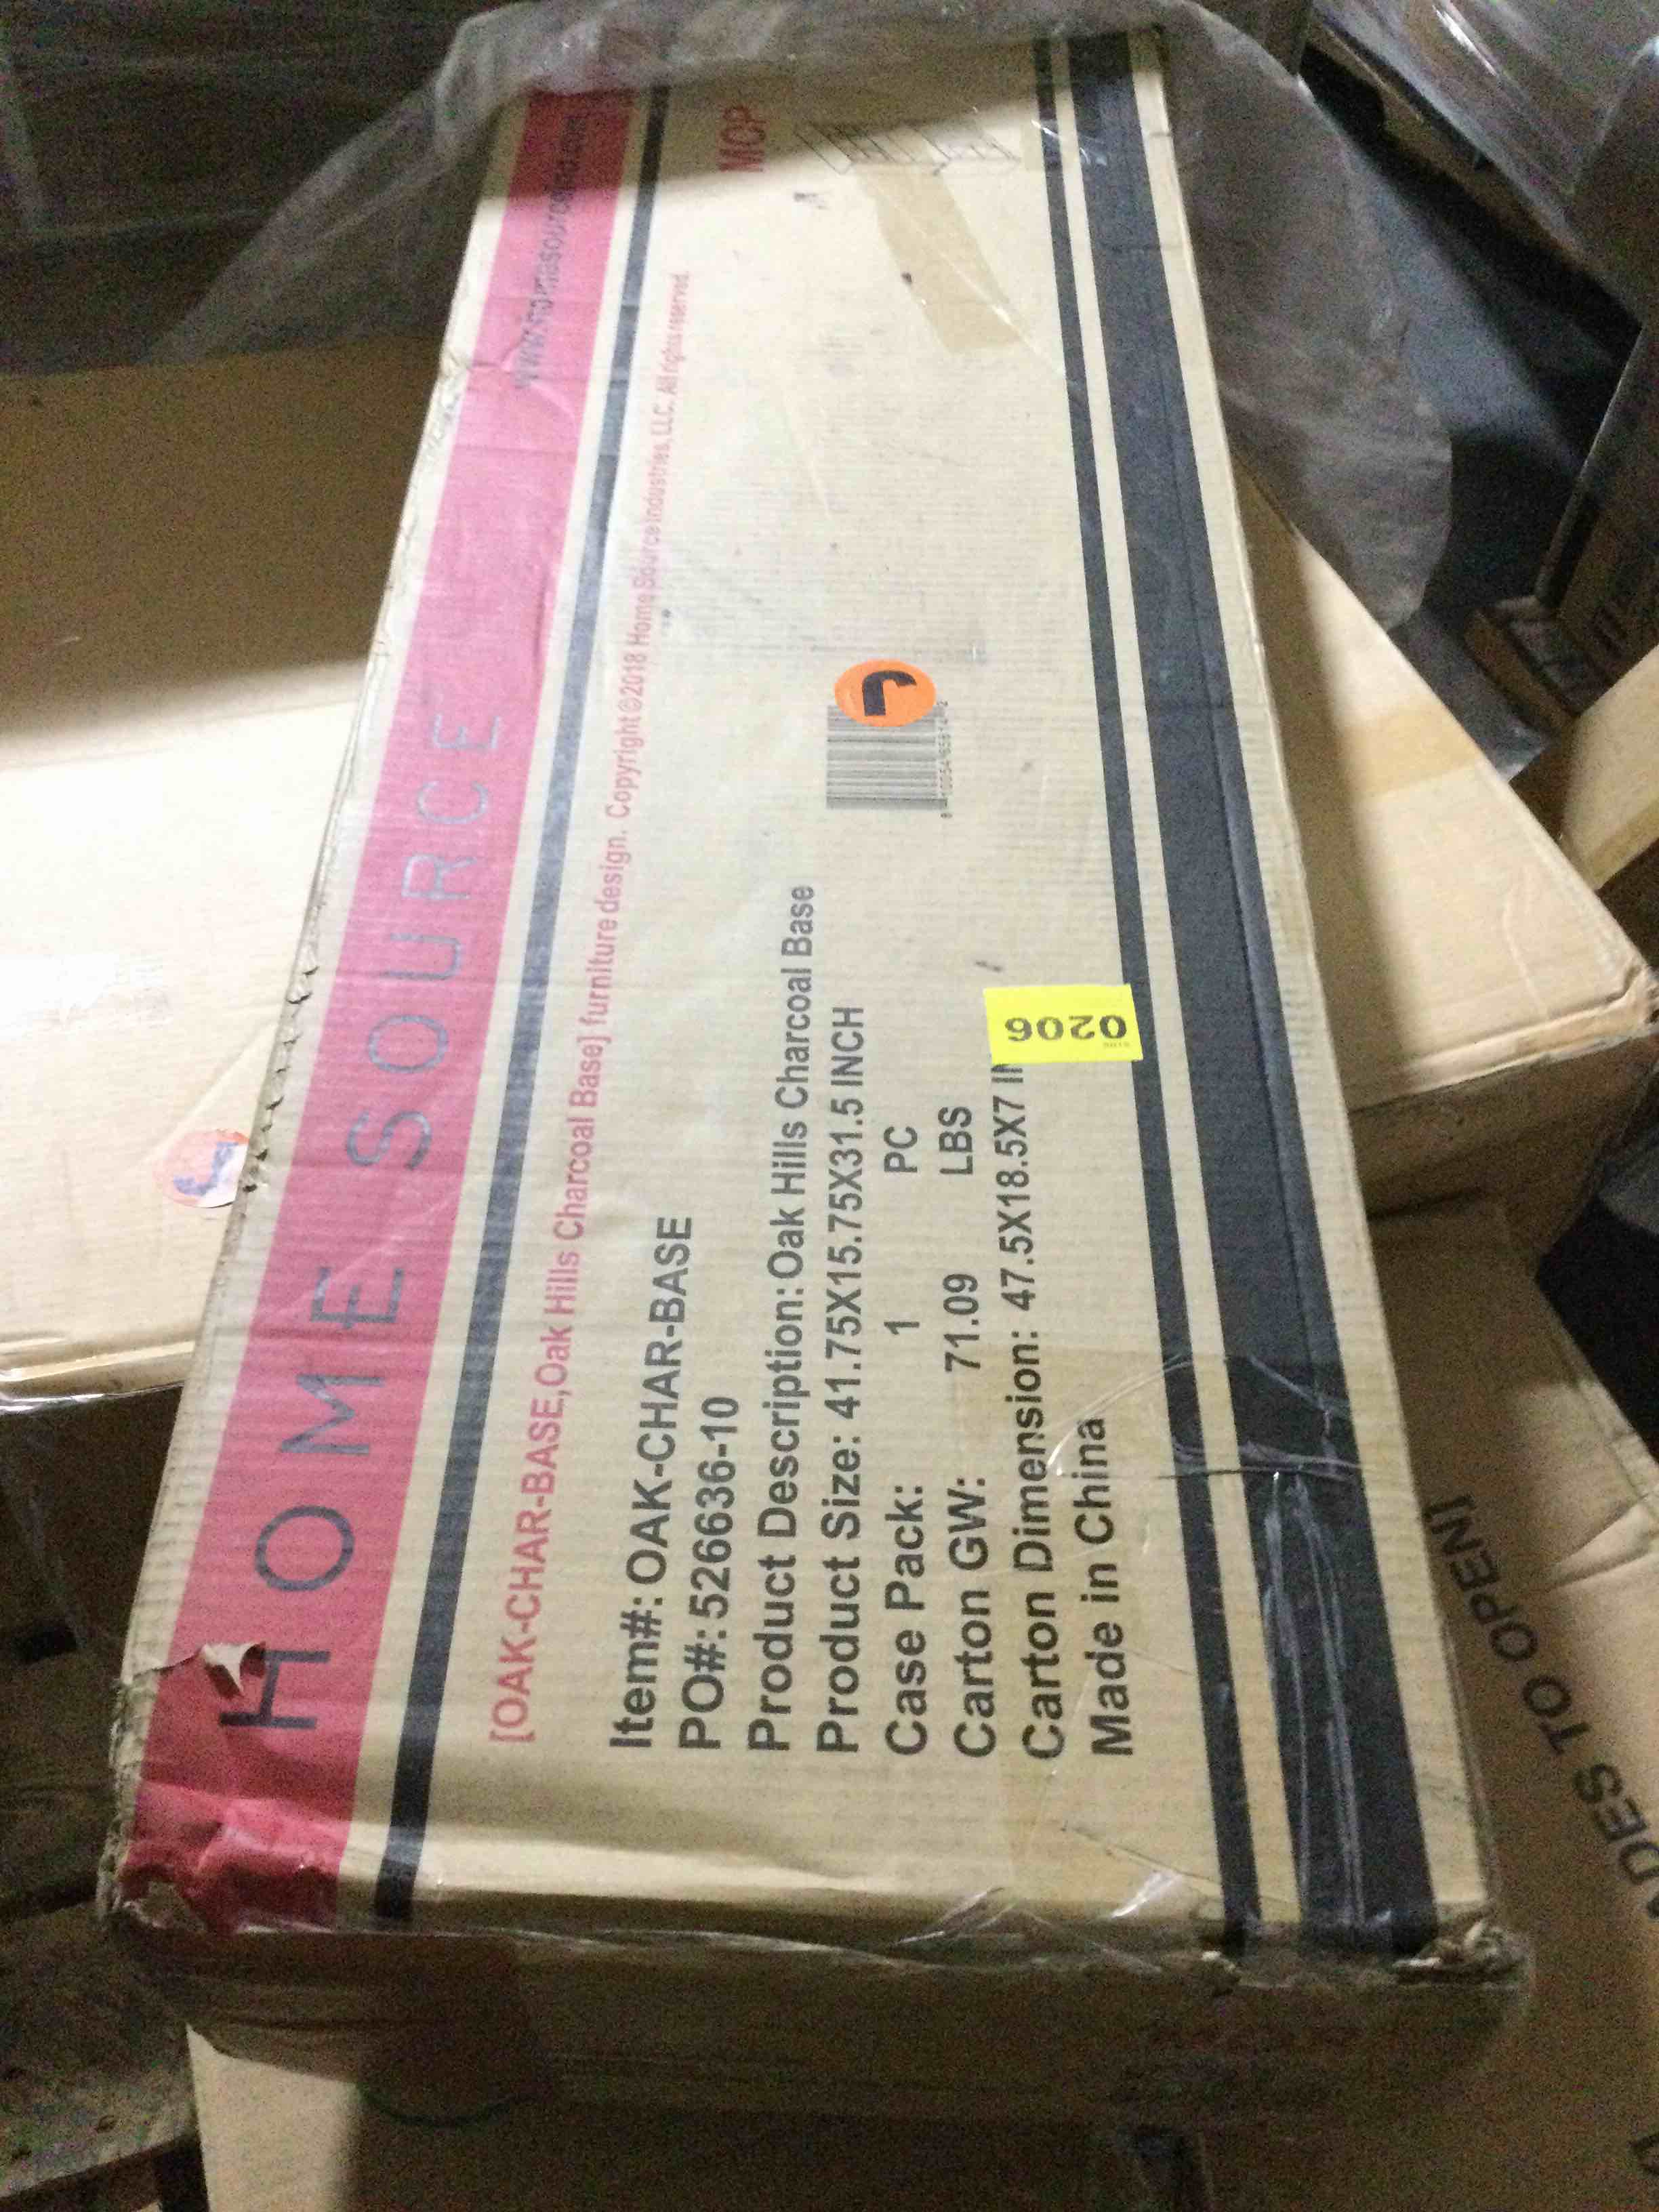 HOME SOURCE
[OAK-CHAR-BASE,Oak Hills Charcoal Base] furniture design. Copyright©2018 Home Source Industries, LLC. All rights reserved.
MCP
Item#: OAK-CHAR-BASE
PO#: 5266636-10
Product Description: Oak Hills Charcoal Base
Product Size: 41.75X15.75X31.5 INCH
Case Pack: 1 PC
Carton GW: 71.09 LBS
Carton Dimension: 47.5X18.5X7
Made in China
0206
TO OPEN]